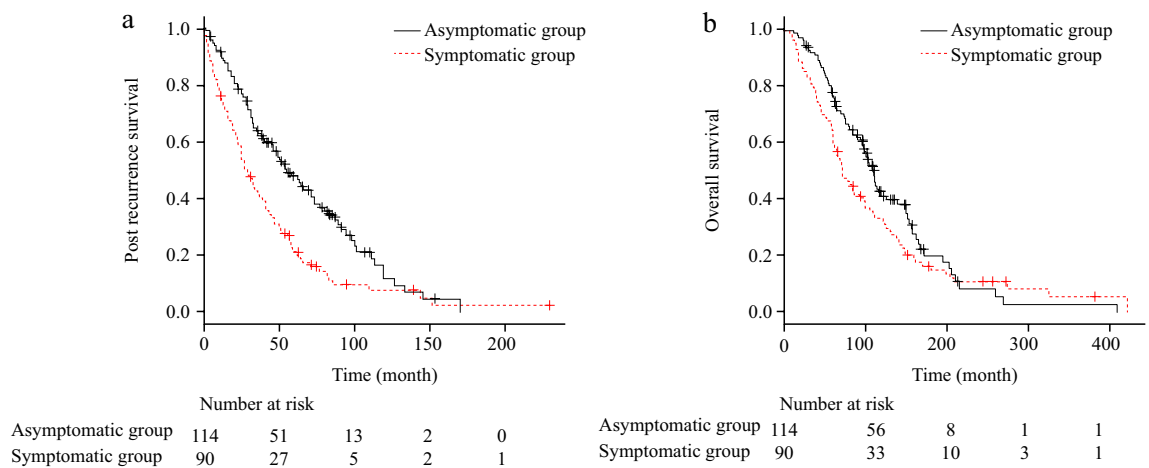 a
Asymptomatic group
Symptomatic group
Post recurrence survival
1.0
0.8
0.6
0.4
0.2
0.0
0 50 100 150 200
Time (month)
Number at risk
Asymptomatic group 114 51 13 2 0
Symptomatic group 90 27 5 2 1
b
Asymptomatic group
Symptomatic group
Overall survival
1.0
0.8
0.6
0.4
0.2
0.0
0 100 200 300 400
Time (month)
Number at risk
Asymptomatic group 114 56 8 1 1
Symptomatic group 90 33 10 3 1